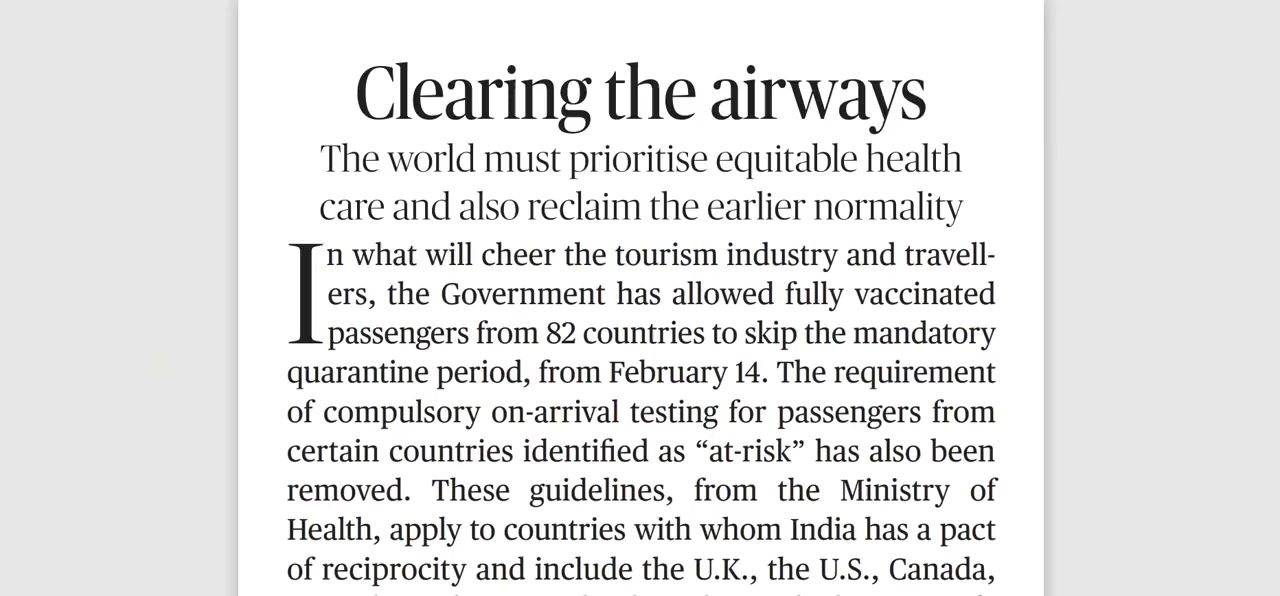 Clearing the airways
The world must prioritise equitable health
care and also reclaim the earlier normality
In what will cheer the tourism industry and travell-
ers, the Government has allowed fully vaccinated
passengers from 82 countries to skip the mandatory
quarantine period, from February 14. The requirement
of compulsory on-arrival testing for passengers from
certain countries identified as “at-risk” has also been
removed. These guidelines, from the Ministry of
Health, apply to countries with whom India has a pact
of reciprocity and include the U.K., the U.S., Canada,